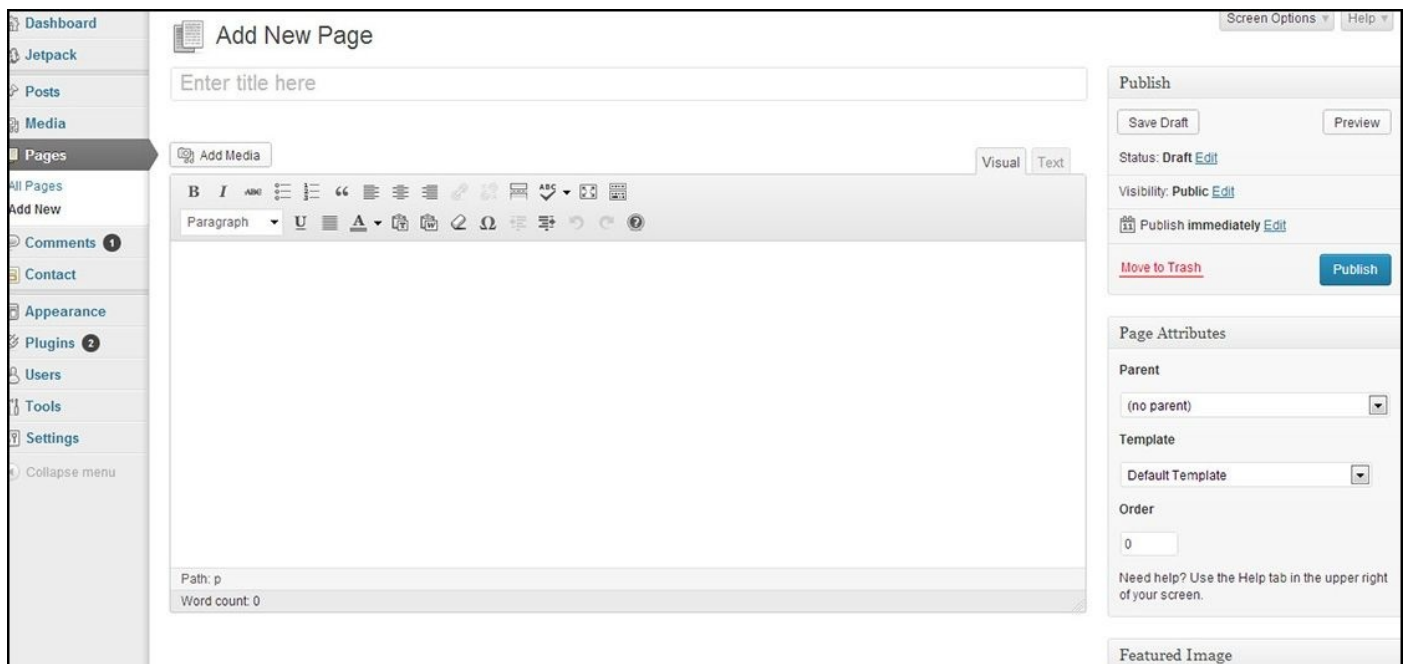 Dashboard
Jetpack
Posts
Media
Pages
All Pages
Add New
Comments 1
Contact
Appearance
Plugins 2
Users
Tools
Settings
Collapse menu
Screen Options Help
Add New Page
Enter title here
Add Media
Visual Text
B I ABC ABC
Paragraph U A T W Ω
Path: p
Word count: 0
Publish
Save Draft Preview
Status: Draft Edit
Visibility: Public Edit
11 Publish immediately Edit
Move to Trash Publish
Page Attributes
Parent
(no parent)
Template
Default Template
Order
0
Need help? Use the Help tab in the upper right
of your screen.
Featured Image